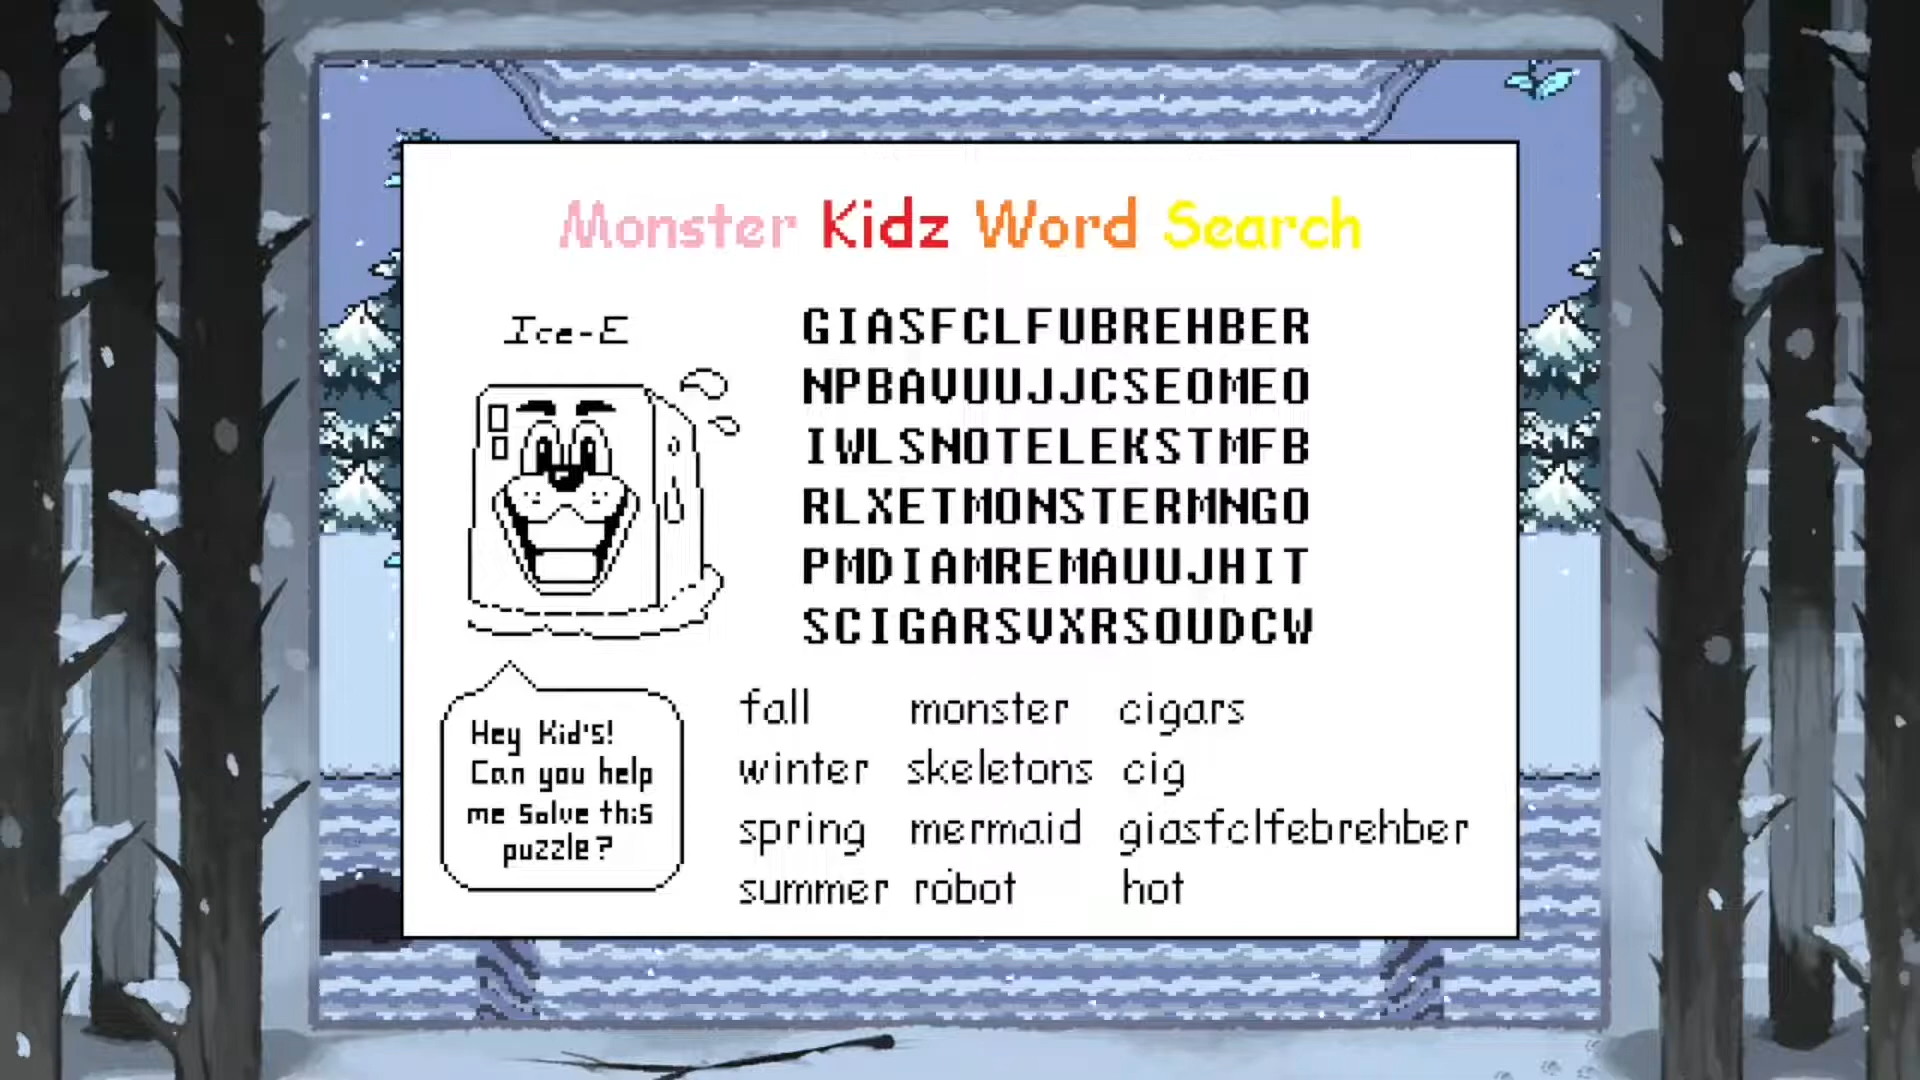 Monster Kidz Word Search
Ice-E
GIASFCLFUBREHBER
NPBAVUUJJCSEOMEO
IWLSNOTELEKSTMFB
RLXETMONSTERMNGO
PMDIAMREMAUUJHIT
SCIGARSVXRSOUDCW
Hey Kid's!
Can you help
me solve this
puzzle?
fall monster cigars
winter skeletons cig
spring mermaid giasfclfebrehber
summer robot hot